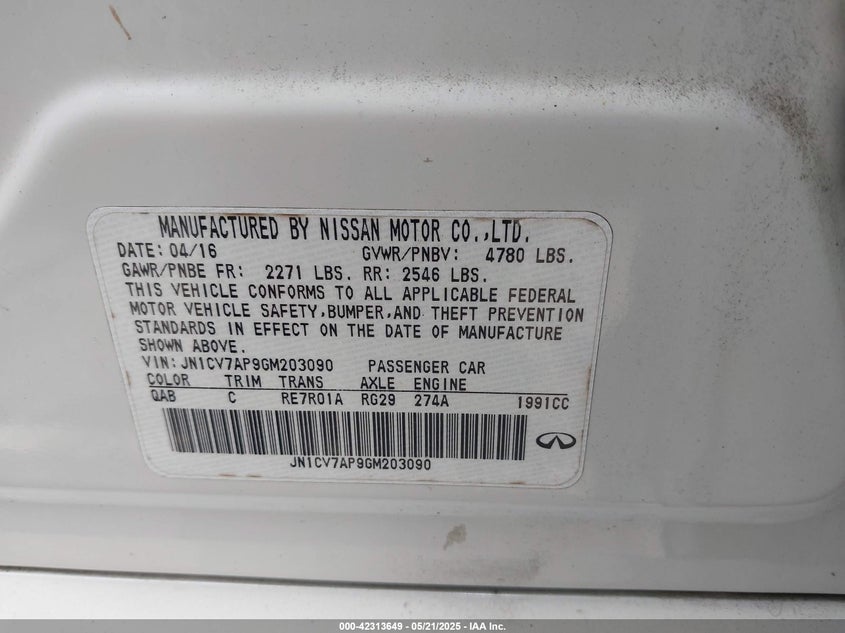 MANUFACTURED BY NISSAN MOTOR CO.,LTD.
DATE: 04/16 GVWR/PNBV: 4780 LBS.
GAWR/PNBE FR: 2271 LBS. RR: 2546 LBS.
THIS VEHICLE CONFORMS TO ALL APPLICABLE FEDERAL
MOTOR VEHICLE SAFETY,BUMPER,AND THEFT PREVENTION
STANDARDS IN EFFECT ON THE DATE OF MANUFACTURE
SHOWN ABOVE.
VIN:JN1CV7AP9GM203090 PASSENGER CAR
COLOR TRIM TRANS AXLE ENGINE
QAB C RE7R01A RG29 274A 1991CC
JN1CV7AP9GM203090
000-42313649 - 05/21/2025 - IAA Inc.